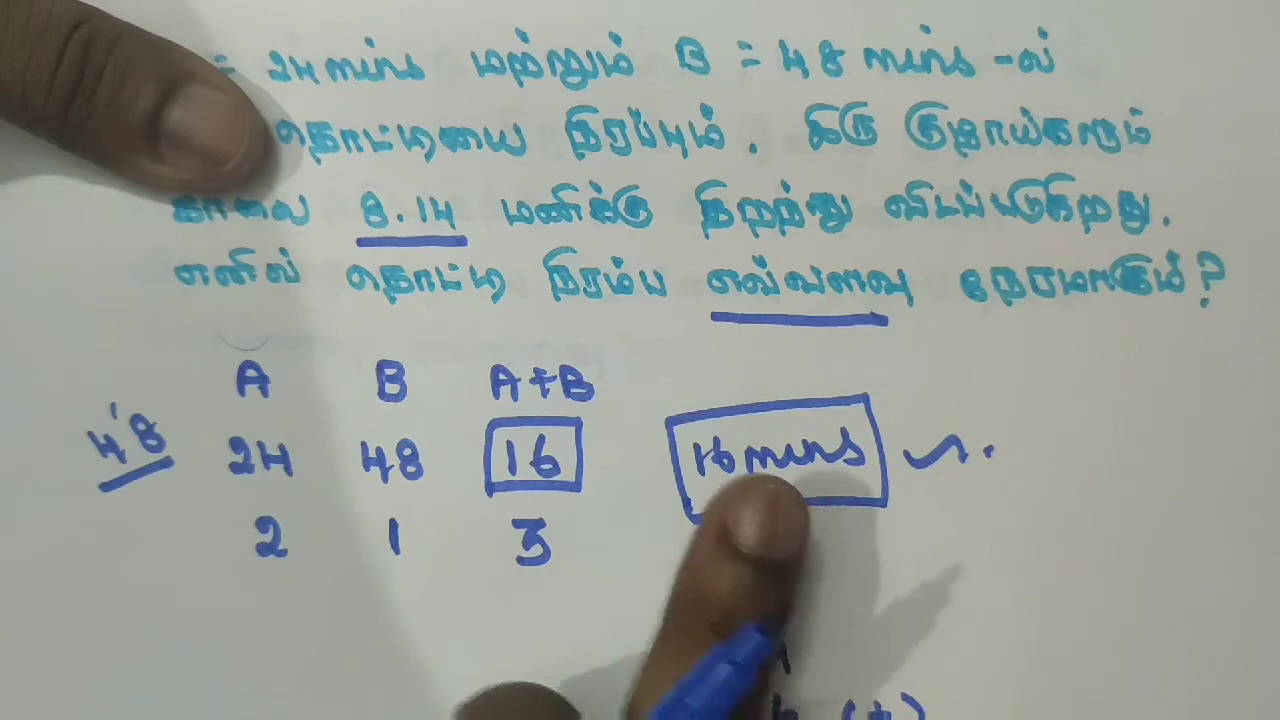 = 24 mins மற்றும் B = 48 mins -ல்
தொட்டியை நிரப்பும். இரு குழாய்களும்
காலை 8.14 மணிக்கு திறந்து விடப்படுகிறது.
எனில் தொட்டி நிரம்ப எவ்வளவு நேரமாகும்?
A B A+B
48 24 48 16 16 mins
2 1 3